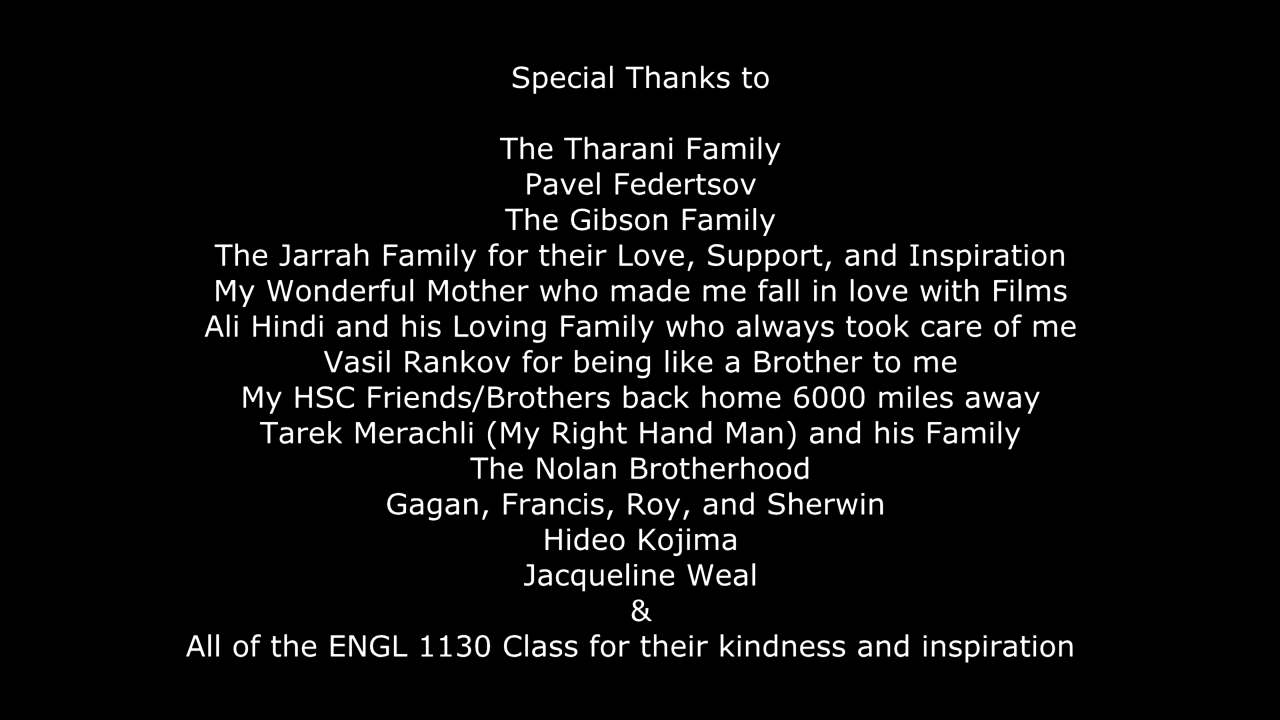 Special Thanks to
The Tharani Family
Pavel Federtsov
The Gibson Family
The Jarrah Family for their Love, Support, and Inspiration
My Wonderful Mother who made me fall in love with Films
Ali Hindi and his Loving Family who always took care of me
Vasil Rankov for being like a Brother to me
My HSC Friends/Brothers back home 6000 miles away
Tarek Merachli (My Right Hand Man) and his Family
The Nolan Brotherhood
Gagan, Francis, Roy, and Sherwin
Hideo Kojima
Jacqueline Weal
&
All of the ENGL 1130 Class for their kindness and inspiration